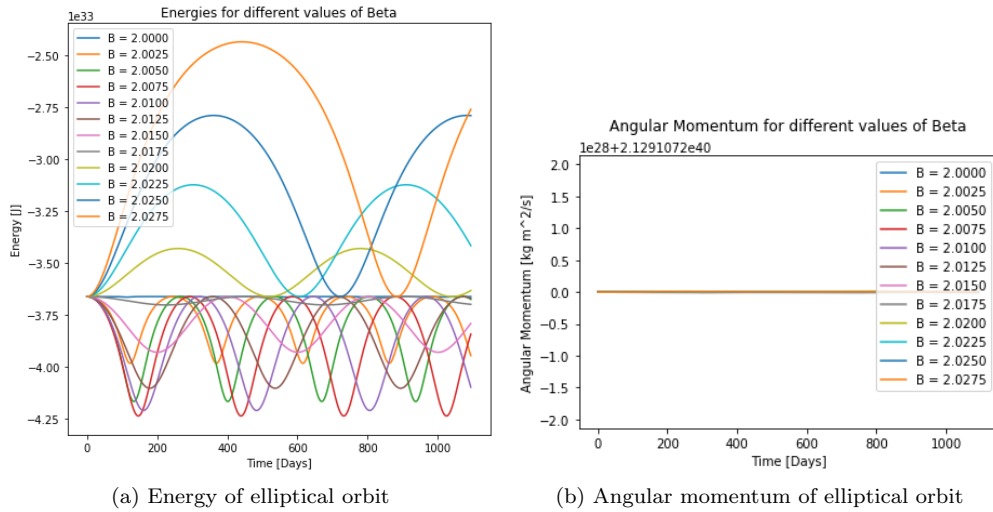 Energies for different values of Beta
1e33
B = 2.0000
B = 2.0025
B = 2.0050
B = 2.0075
B = 2.0100
B = 2.0125
B = 2.0150
B = 2.0175
B = 2.0200
B = 2.0225
B = 2.0250
B = 2.0275
−2.50
−2.75
−3.00
−3.25
−3.50
−3.75
−4.00
−4.25
Energy [J]
0 200 400 600 800 1000
Time [Days]
(a) Energy of elliptical orbit
Angular Momentum for different values of Beta
1e28+2.1291072e40
2.0
1.5
1.0
0.5
0.0
−0.5
−1.0
−1.5
−2.0
Angular Momentum [kg m^2/s]
B = 2.0000
B = 2.0025
B = 2.0050
B = 2.0075
B = 2.0100
B = 2.0125
B = 2.0150
B = 2.0175
B = 2.0200
B = 2.0225
B = 2.0250
B = 2.0275
0 200 400 600 800 1000
Time [Days]
(b) Angular momentum of elliptical orbit